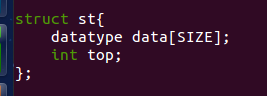 struct st{
    datatype data[SIZE];
    int top;
};